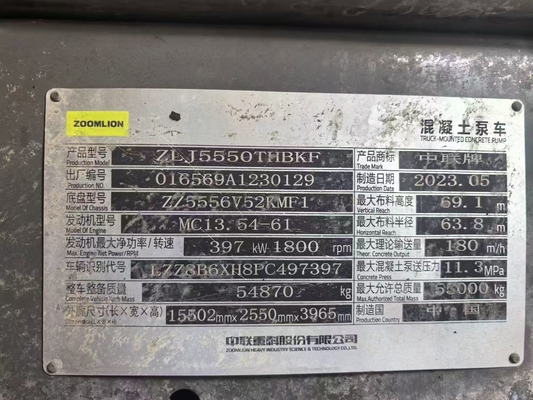 ZOOMLION
混凝土泵车
TRUCK-MOUNTED CONCRETE PUMP
产品型号 ZLJ5550THBKF 产品商标 中联牌
Production Model Trade Mark
出厂编号 016569A1230129 制造日期 2023.05
Production NO. Production Date
底盘型号 ZZ5556V52KMF1 最大布料高度 69.1 m
Model Of Chassis Vertical Reach
发动机型号 MC13.54-61 最大布料半径 63.8 m
Model Of Engine Horizontal Reach
发动机最大净功率/转速 397 kW 1800 rpm 最大理论输送量 180 m³/h
Max. Engine Net Power/RPM Theor. Concrete Output
车辆识别代号 LZZ8B6XH8PC497397 最大混凝土泵送压力 11.3 MPa
VIN Concrete Press
整车整备质量 54870 kg 最大允许总质量 55000 kg
Complete Vehicle Kerb Mass Max.Authorized Total Mass
外廓尺寸(长×宽×高) 15502mm×2550mm×3965mm 制造国 中 国
Production Country
中联重科股份有限公司
ZOOMLION HEAVY INDUSTRY SCIENCE & TECHNOLOGY CO.,LTD.